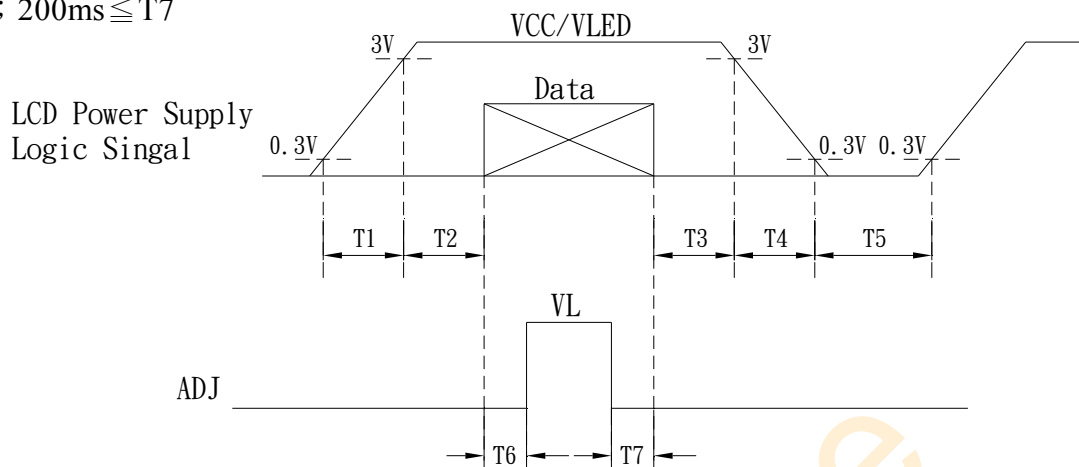 ; 200ms≦T7
VCC/VLED
3V 3V
Data
LCD Power Supply
Logic Singal
0.3V 0.3V 0.3V
T1 T2 T3 T4 T5
VL
ADJ
T6 T7